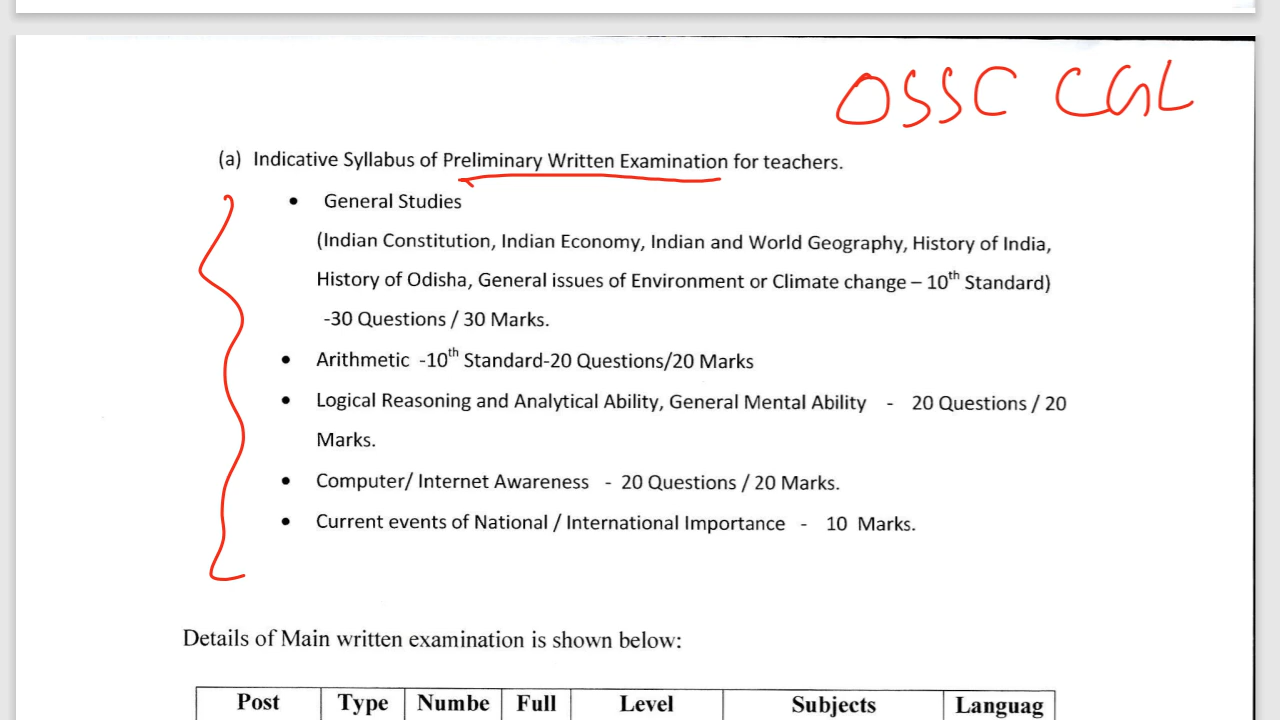 OSSC CGL
(a) Indicative Syllabus of Preliminary Written Examination for teachers.
• General Studies
(Indian Constitution, Indian Economy, Indian and World Geography, History of India,
History of Odisha, General issues of Environment or Climate change – 10th Standard)
-30 Questions / 30 Marks.
• Arithmetic -10th Standard-20 Questions/20 Marks
• Logical Reasoning and Analytical Ability, General Mental Ability - 20 Questions / 20
Marks.
• Computer/ Internet Awareness - 20 Questions / 20 Marks.
• Current events of National / International Importance - 10 Marks.
Details of Main written examination is shown below:
Post Type Numbe Full Level Subjects Languag